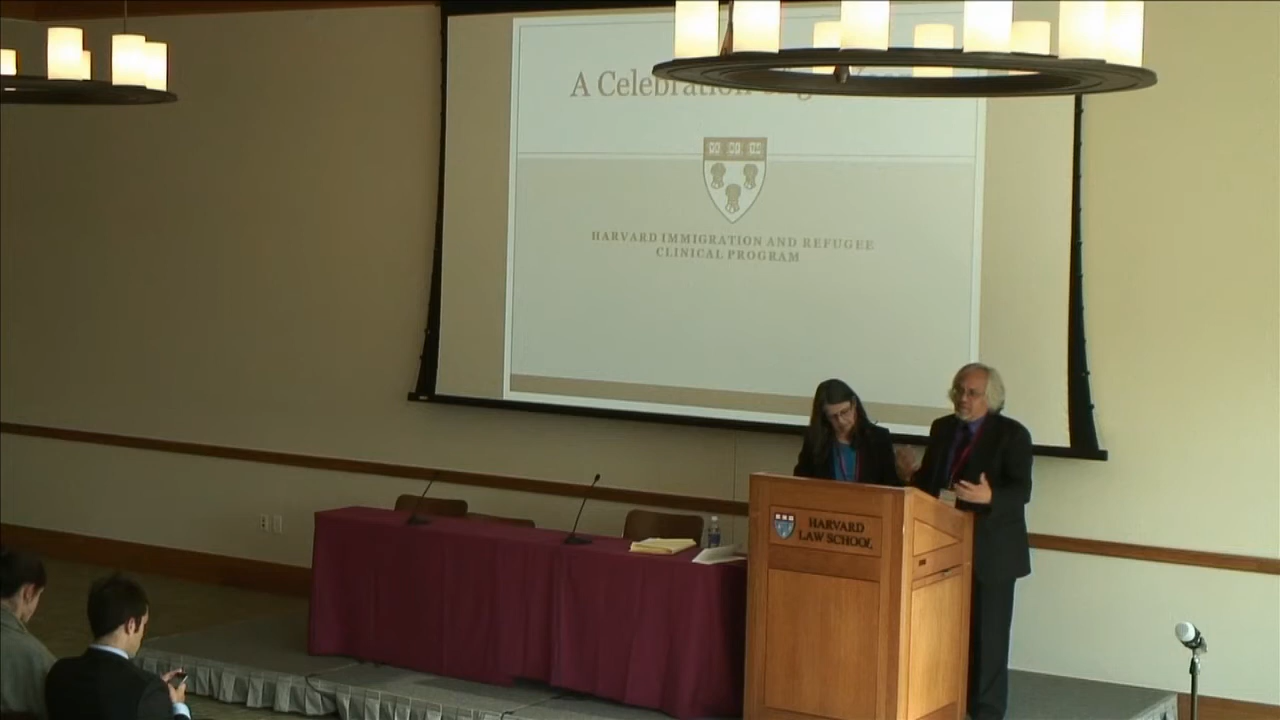 A Celebration
HARVARD IMMIGRATION AND REFUGEE
CLINICAL PROGRAM
HARVARD
LAW SCHOOL